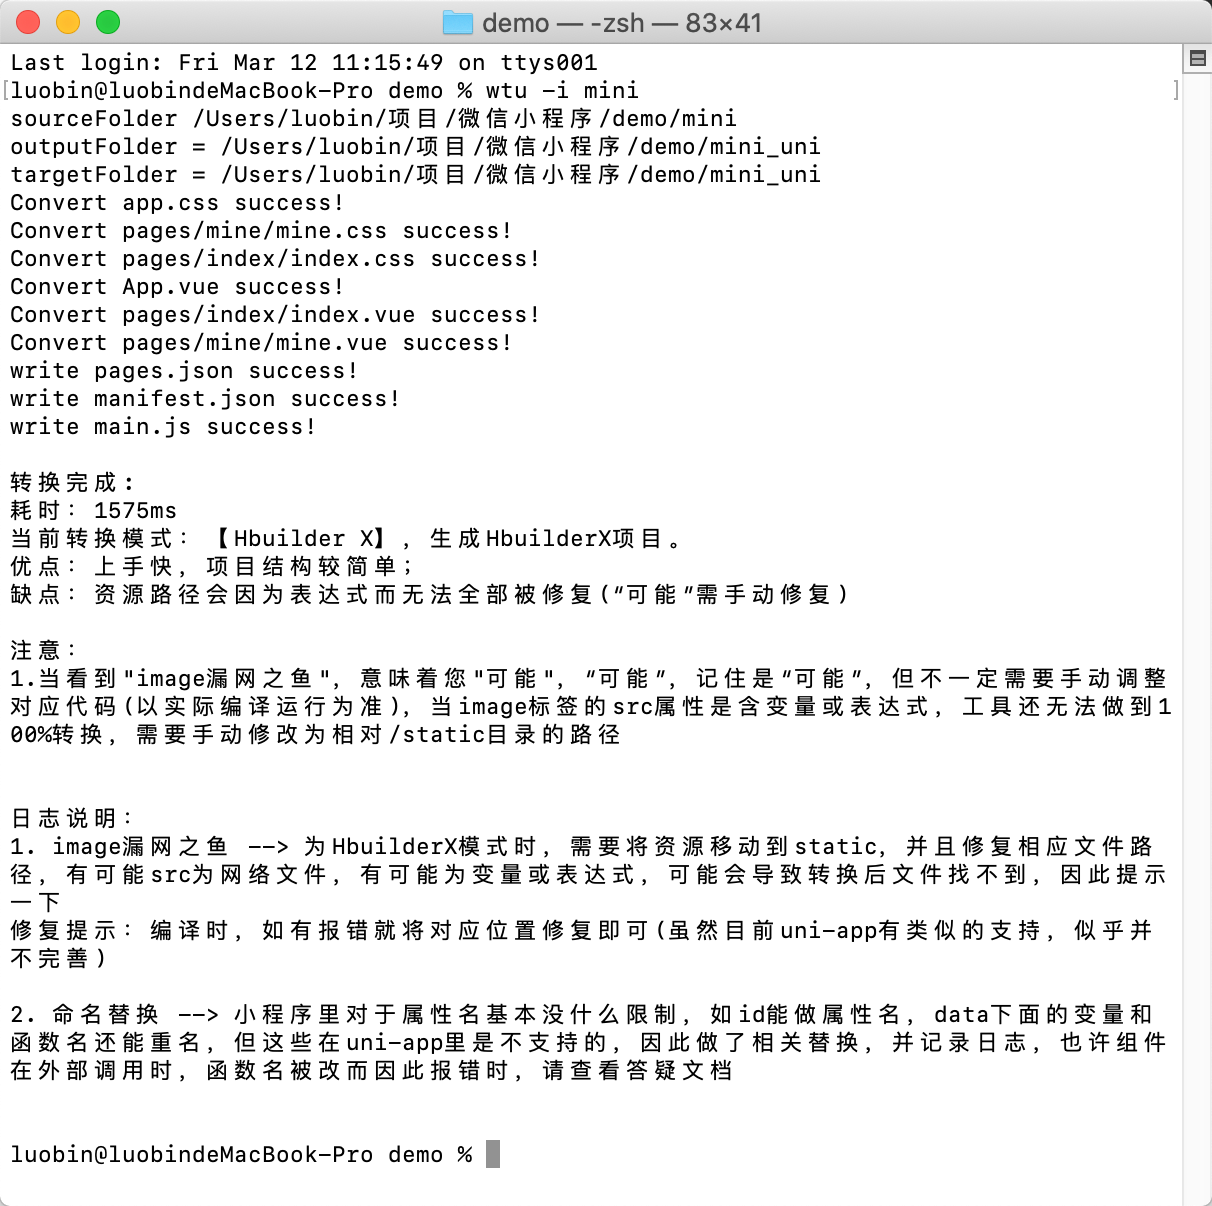 demo — -zsh — 83×41
Last login: Fri Mar 12 11:15:49 on ttys001
[luobin@luobindeMacBook-Pro demo % wtu -i mini ]
sourceFolder /Users/luobin/项目/微信小程序/demo/mini
outputFolder = /Users/luobin/项目/微信小程序/demo/mini_uni
targetFolder = /Users/luobin/项目/微信小程序/demo/mini_uni
Convert app.css success!
Convert pages/mine/mine.css success!
Convert pages/index/index.css success!
Convert App.vue success!
Convert pages/index/index.vue success!
Convert pages/mine/mine.vue success!
write pages.json success!
write manifest.json success!
write main.js success!
转换完成:
耗时: 1575ms
当前转换模式: 【Hbuilder X】, 生成HbuilderX项目。
优点: 上手快, 项目结构较简单;
缺点: 资源路径会因为表达式而无法全部被修复(“可能”需手动修复)
注意:
1.当看到"image漏网之鱼", 意味着您"可能", “可能”, 记住是“可能”, 但不一定需要手动调整
对应代码(以实际编译运行为准), 当image标签的src属性是含变量或表达式, 工具还无法做到1
00%转换, 需要手动修改为相对/static目录的路径
日志说明:
1. image漏网之鱼 --> 为HbuilderX模式时, 需要将资源移动到static, 并且修复相应文件路
径, 有可能src为网络文件, 有可能为变量或表达式, 可能会导致转换后文件找不到, 因此提示
一下
修复提示: 编译时, 如有报错就将对应位置修复即可(虽然目前uni-app有类似的支持, 似乎并
不完善)
2. 命名替换 --> 小程序里对于属性名基本没什么限制, 如id能做属性名, data下面的变量和
函数名还能重名, 但这些在uni-app里是不支持的, 因此做了相关替换, 并记录日志, 也许组件
在外部调用时, 函数名被改而因此报错时, 请查看答疑文档
luobin@luobindeMacBook-Pro demo %